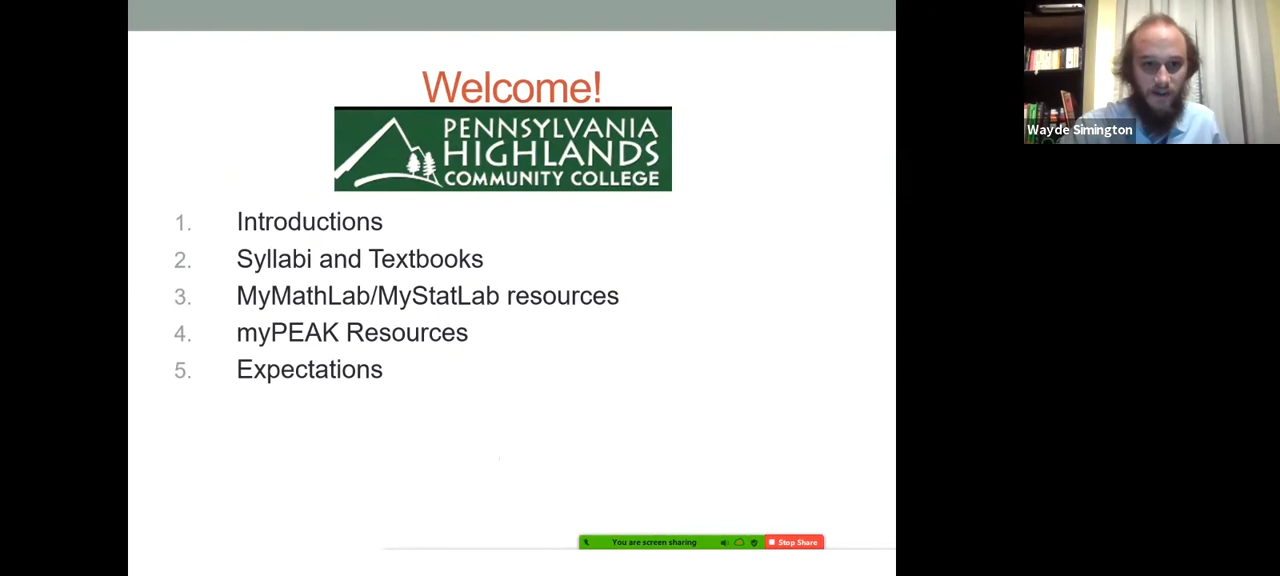 Welcome!
PENNSYLVANIA
HIGHLANDS
COMMUNITY COLLEGE
1. Introductions
2. Syllabi and Textbooks
3. MyMathLab/MyStatLab resources
4. myPEAK Resources
5. Expectations
Wayde Simington
You are screen sharing
Stop Share